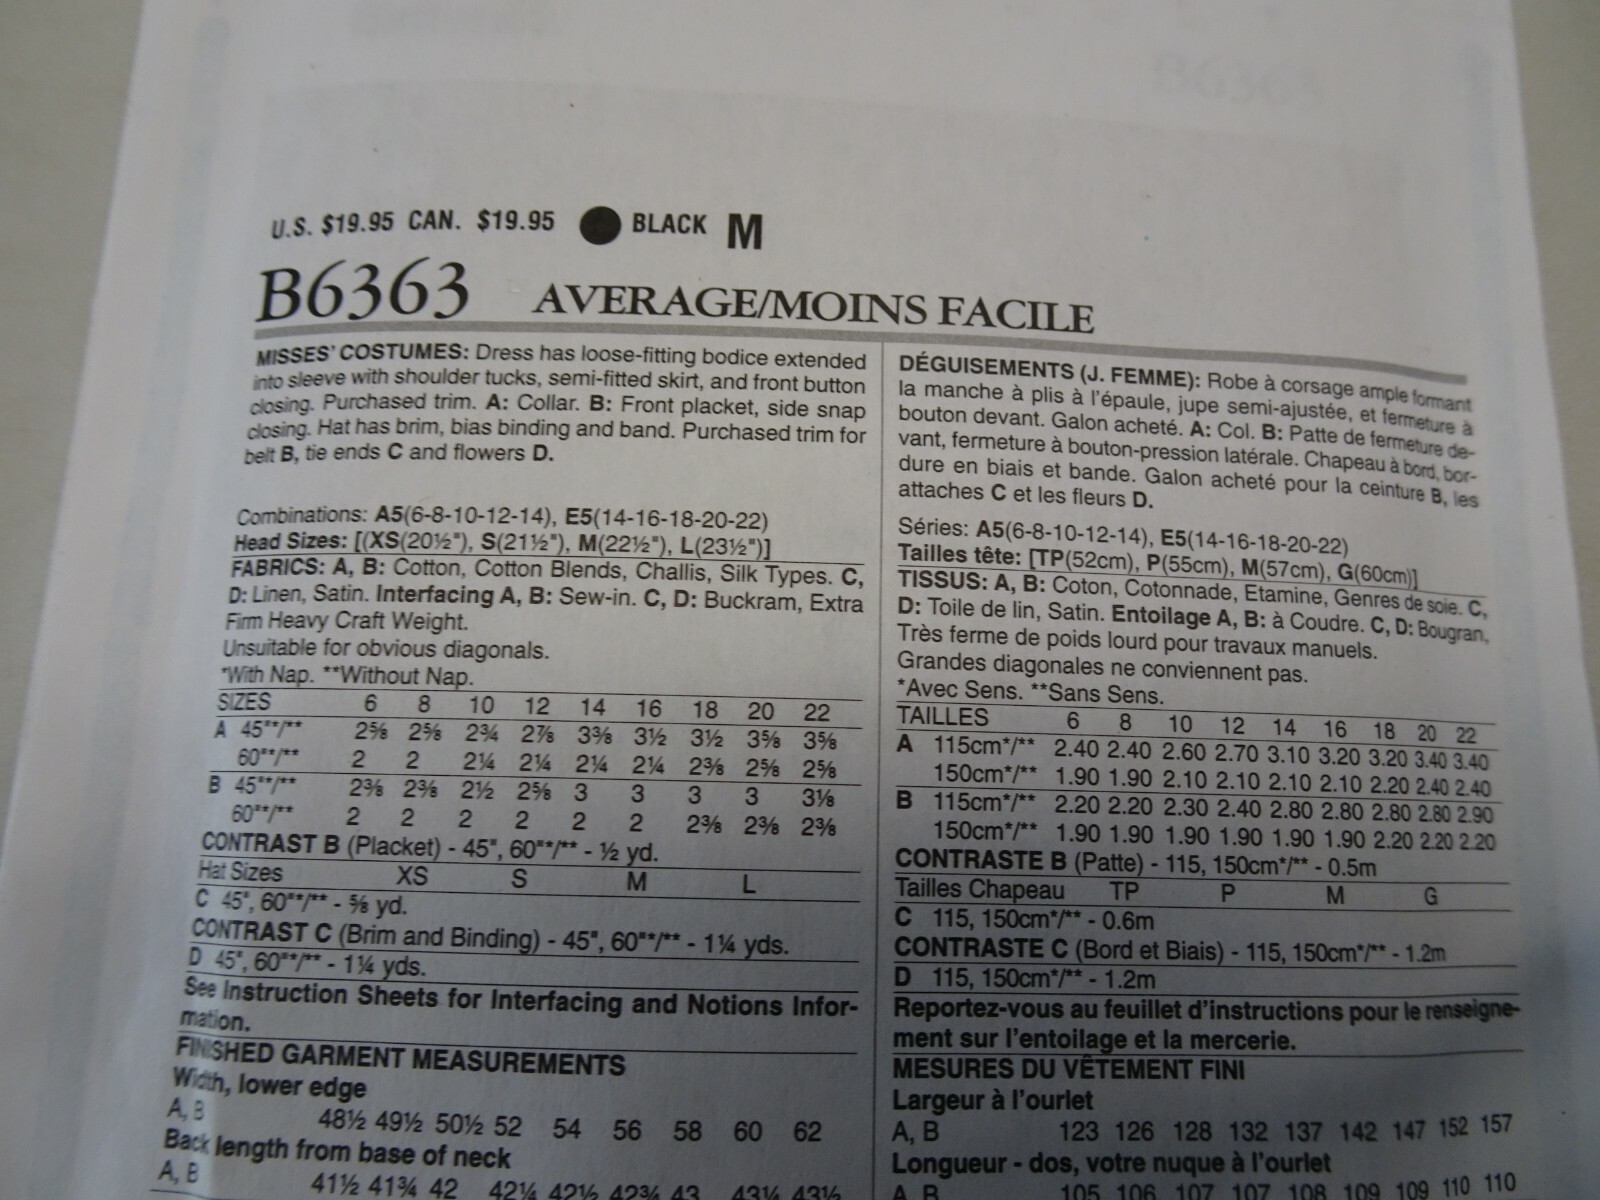 U.S. $19.95 CAN. $19.95 BLACK M
B6363 AVERAGE/MOINS FACILE
MISSES' COSTUMES: Dress has loose-fitting bodice extended
into sleeve with shoulder tucks, semi-fitted skirt, and front button
closing. Purchased trim. A: Collar. B: Front placket, side snap
closing. Hat has brim, bias binding and band. Purchased trim for
belt B, tie ends C and flowers D.
Combinations: A5(6-8-10-12-14), E5(14-16-18-20-22)
Head Sizes: [(XS(20½"), S(21½"), M(22½"), L(23½")]
FABRICS: A, B: Cotton, Cotton Blends, Challis, Silk Types. C,
D: Linen, Satin. Interfacing A, B: Sew-in. C, D: Buckram, Extra
Firm Heavy Craft Weight.
Unsuitable for obvious diagonals.
*With Nap. **Without Nap.
SIZES 6 8 10 12 14 16 18 20 22
A 45"*/** 2⅝ 2⅝ 2¾ 2⅞ 3⅜ 3½ 3½ 3⅝ 3⅝
60"*/** 2 2 2¼ 2¼ 2¼ 2¼ 2⅜ 2⅝ 2⅝
B 45"*/** 2⅜ 2⅜ 2½ 2⅝ 3 3 3 3 3⅛
60"*/** 2 2 2 2 2 2 2⅜ 2⅜ 2⅜
CONTRAST B (Placket) - 45", 60"*/** - ½ yd.
Hat Sizes XS S M L
C 45", 60"*/** - ⅝ yd.
CONTRAST C (Brim and Binding) - 45", 60"*/** - 1¼ yds.
D 45", 60"*/** - 1¼ yds.
See Instruction Sheets for Interfacing and Notions Infor-
mation.
FINISHED GARMENT MEASUREMENTS
Width, lower edge
A, B 48½ 49½ 50½ 52 54 56 58 60 62
Back length from base of neck
A, B 41½ 41¾ 42 42¼ 42½ 42¾ 43 43¼ 43½
DÉGUISEMENTS (J. FEMME): Robe à corsage ample formant
la manche à plis à l'épaule, jupe semi-ajustée, et fermeture à
bouton devant. Galon acheté. A: Col. B: Patte de fermeture de-
vant, fermeture à bouton-pression latérale. Chapeau à bord, bor-
dure en biais et bande. Galon acheté pour la ceinture B, les
attaches C et les fleurs D.
Séries: A5(6-8-10-12-14), E5(14-16-18-20-22)
Tailles tête: [TP(52cm), P(55cm), M(57cm), G(60cm)]
TISSUS: A, B: Coton, Cotonnade, Etamine, Genres de soie. C,
D: Toile de lin, Satin. Entoilage A, B: à Coudre. C, D: Bougran,
Très ferme de poids lourd pour travaux manuels.
Grandes diagonales ne conviennent pas.
*Avec Sens. **Sans Sens.
TAILLES 6 8 10 12 14 16 18 20 22
A 115cm*/** 2.40 2.40 2.60 2.70 3.10 3.20 3.20 3.40 3.40
150cm*/** 1.90 1.90 2.10 2.10 2.10 2.10 2.20 2.40 2.40
B 115cm*/** 2.20 2.20 2.30 2.40 2.80 2.80 2.80 2.80 2.90
150cm*/** 1.90 1.90 1.90 1.90 1.90 1.90 2.20 2.20 2.20
CONTRASTE B (Patte) - 115, 150cm*/** - 0.5m
Tailles Chapeau TP P M G
C 115, 150cm*/** - 0.6m
CONTRASTE C (Bord et Biais) - 115, 150cm*/** - 1.2m
D 115, 150cm*/** - 1.2m
Reportez-vous au feuillet d'instructions pour le renseigne-
ment sur l'entoilage et la mercerie.
MESURES DU VÊTEMENT FINI
Largeur à l'ourlet
A, B 123 126 128 132 137 142 147 152 157
Longueur - dos, votre nuque à l'ourlet
A, B 105 106 107 107 108 109 109 110 110